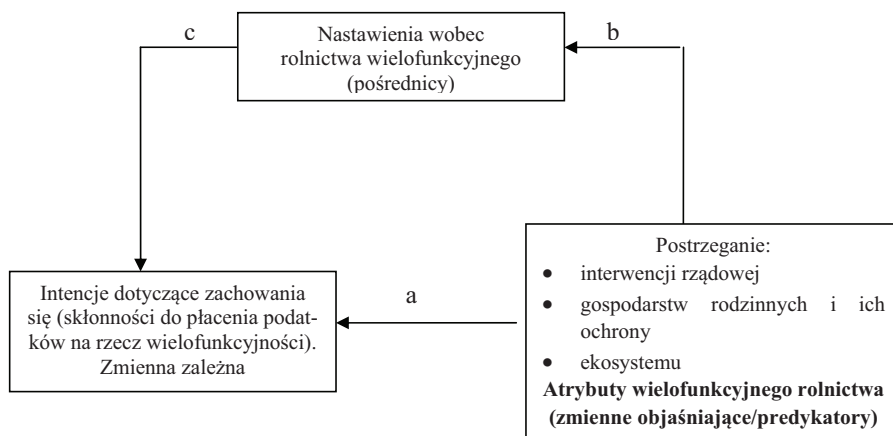 c
Nastawienia wobec
rolnictwa wielofunkcyjnego
(pośrednicy)
b
Intencje dotyczące zachowania
się (skłonności do płacenia podat-
ków na rzecz wielofunkcyjności).
Zmienna zależna
a
Postrzeganie:
• interwencji rządowej
• gospodarstw rodzinnych i ich
ochrony
• ekosystemu
Atrybuty wielofunkcyjnego rolnictwa
(zmienne objaśniające/predykatory)